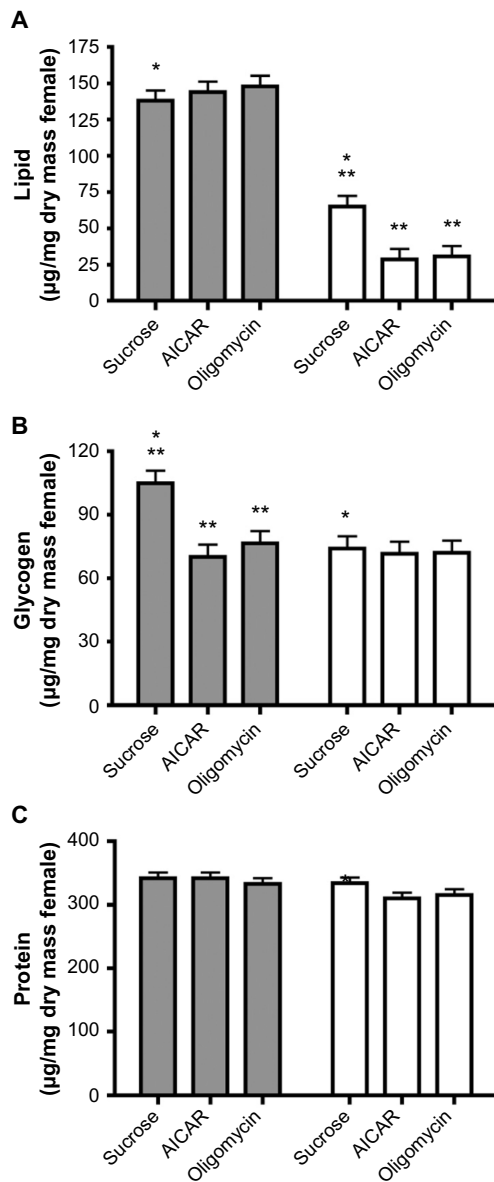 A
Lipid
(µg/mg dry mass female)
175
150
125
100
75
50
25
0
*
*
**
**
**
Sucrose
AICAR
Oligomycin
Sucrose
AICAR
Oligomycin
B
Glycogen
(µg/mg dry mass female)
120
90
60
30
0
*
**
**
**
*
Sucrose
AICAR
Oligomycin
Sucrose
AICAR
Oligomycin
C
Protein
(µg/mg dry mass female)
400
300
200
100
0
*
Sucrose
AICAR
Oligomycin
Sucrose
AICAR
Oligomycin